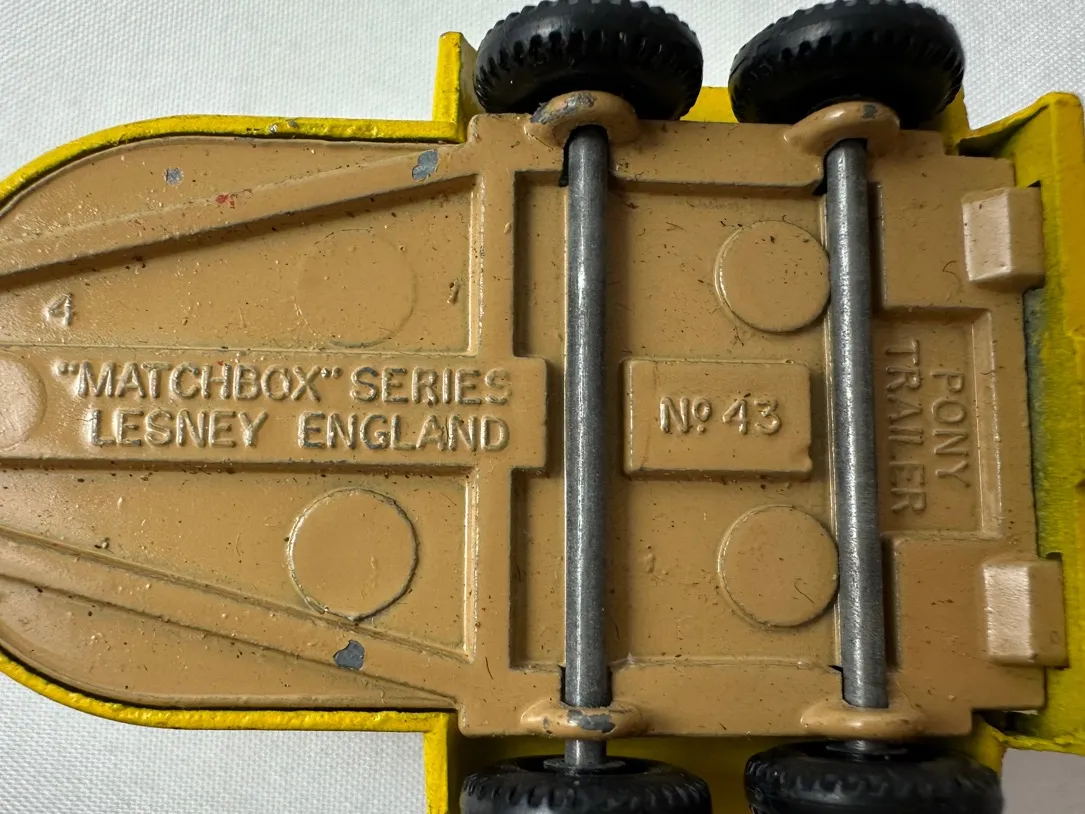 4
"MATCHBOX" SERIES
LESNEY ENGLAND
Nº 43
PONY
TRAILER